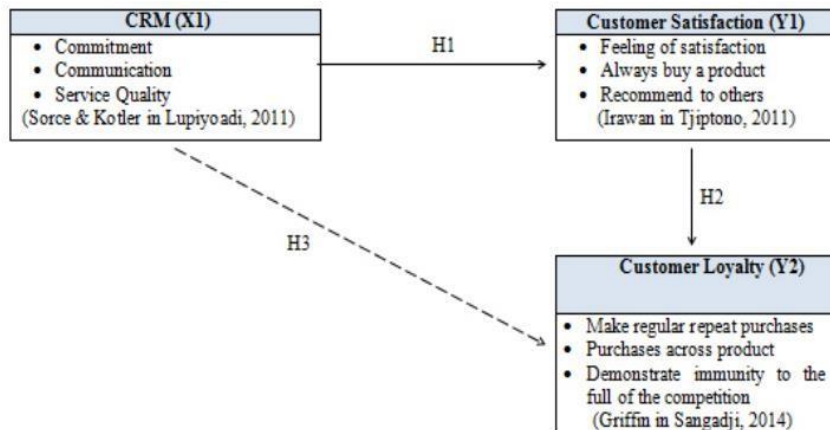 CRM (X1)
• Commitment
• Communication
• Service Quality
(Sorce & Kotler in Lupiyoadi, 2011)
H1
Customer Satisfaction (Y1)
• Feeling of satisfaction
• Always buy a product
• Recommend to others
(Irawan in Tjiptono, 2011)
H2
H3
Customer Loyalty (Y2)
• Make regular repeat purchases
• Purchases across product
• Demonstrate immunity to the
full of the competition
(Griffin in Sangadji, 2014)